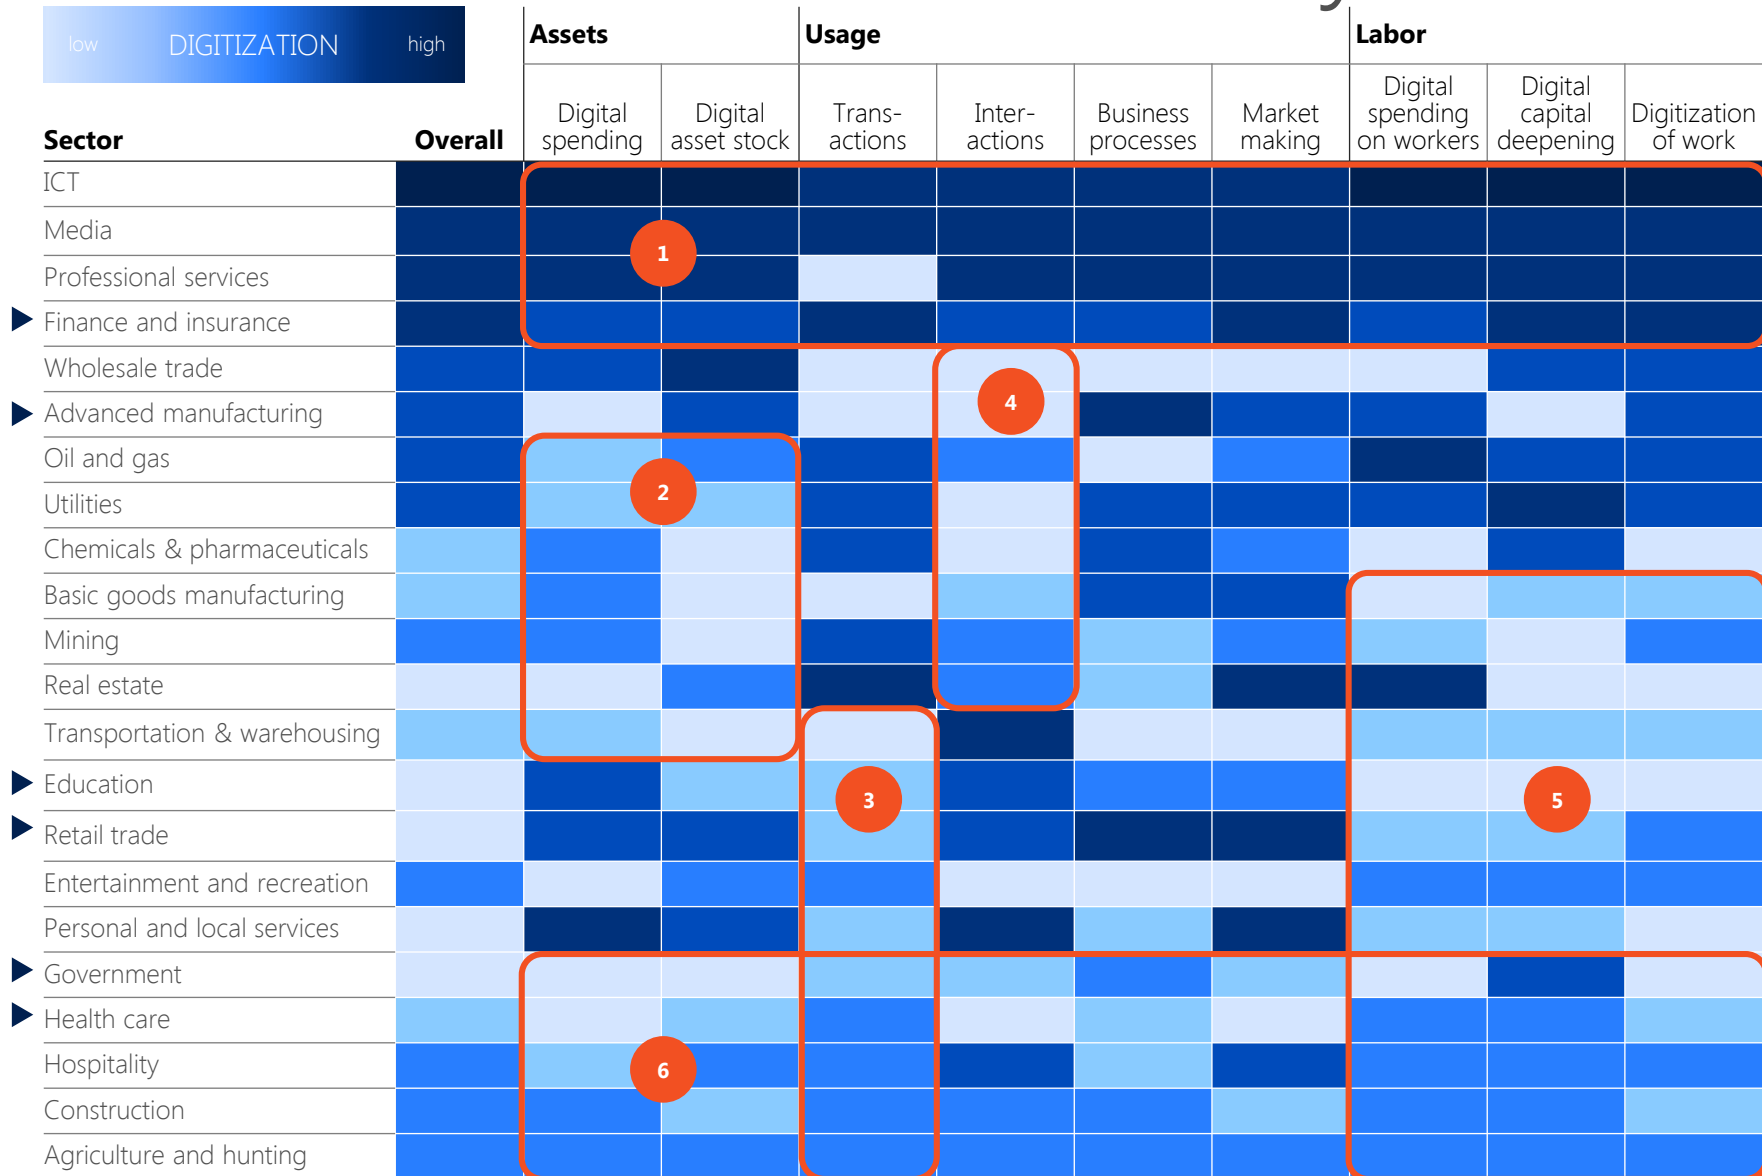 low DIGITIZATION high
Assets Usage Labor
Sector Overall Digital spending Digital asset stock Trans-actions Inter-actions Business processes Market making Digital spending on workers Digital capital deepening Digitization of work
ICT
Media
1
Professional services
Finance and insurance
Wholesale trade
4
Advanced manufacturing
Oil and gas
2
Utilities
Chemicals & pharmaceuticals
Basic goods manufacturing
Mining
Real estate
Transportation & warehousing
Education
3 5
Retail trade
Entertainment and recreation
Personal and local services
Government
Health care
Hospitality
6
Construction
Agriculture and hunting